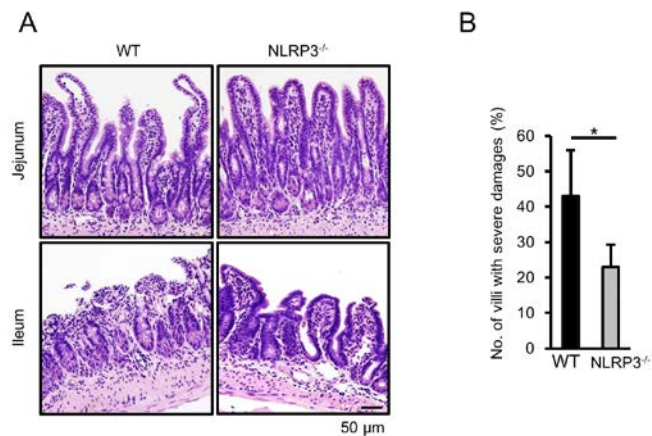 A
WT
NLRP3-/-
Jejunum
Ileum
50 μm
B
No. of villi with severe damages (%)
60
50
40
30
20
10
0
*
WT
NLRP3-/-